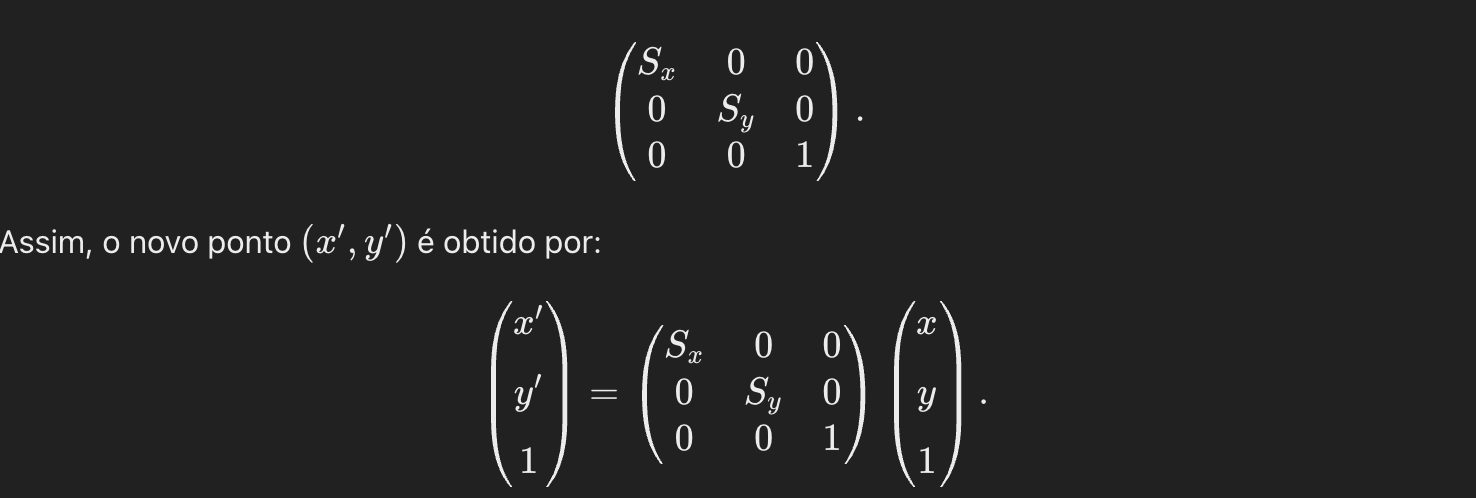 $$\begin{pmatrix} S_x & 0 & 0 \\ 0 & S_y & 0 \\ 0 & 0 & 1 \end{pmatrix}.$$
Assim, o novo ponto $(x', y')$ é obtido por:
$$\begin{pmatrix} x' \\ y' \\ 1 \end{pmatrix} = \begin{pmatrix} S_x & 0 & 0 \\ 0 & S_y & 0 \\ 0 & 0 & 1 \end{pmatrix} \begin{pmatrix} x \\ y \\ 1 \end{pmatrix}.$$